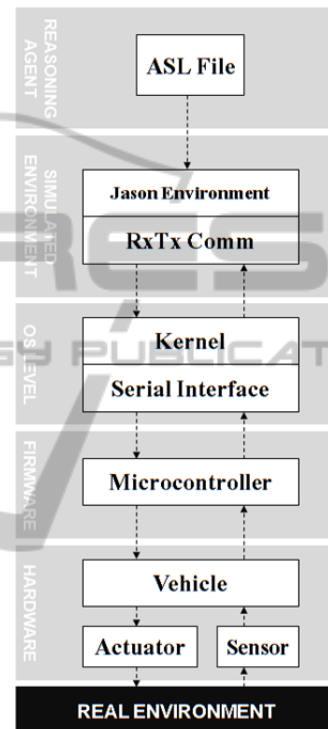 REASONING
AGENT
ASL File
SIMULATED
ENVIRONMENT
Jason Environment
RxTx Comm
OS LEVEL
Kernel
Serial Interface
FIRMWARE
Microcontroller
HARDWARE
Vehicle
Actuator
Sensor
REAL ENVIRONMENT